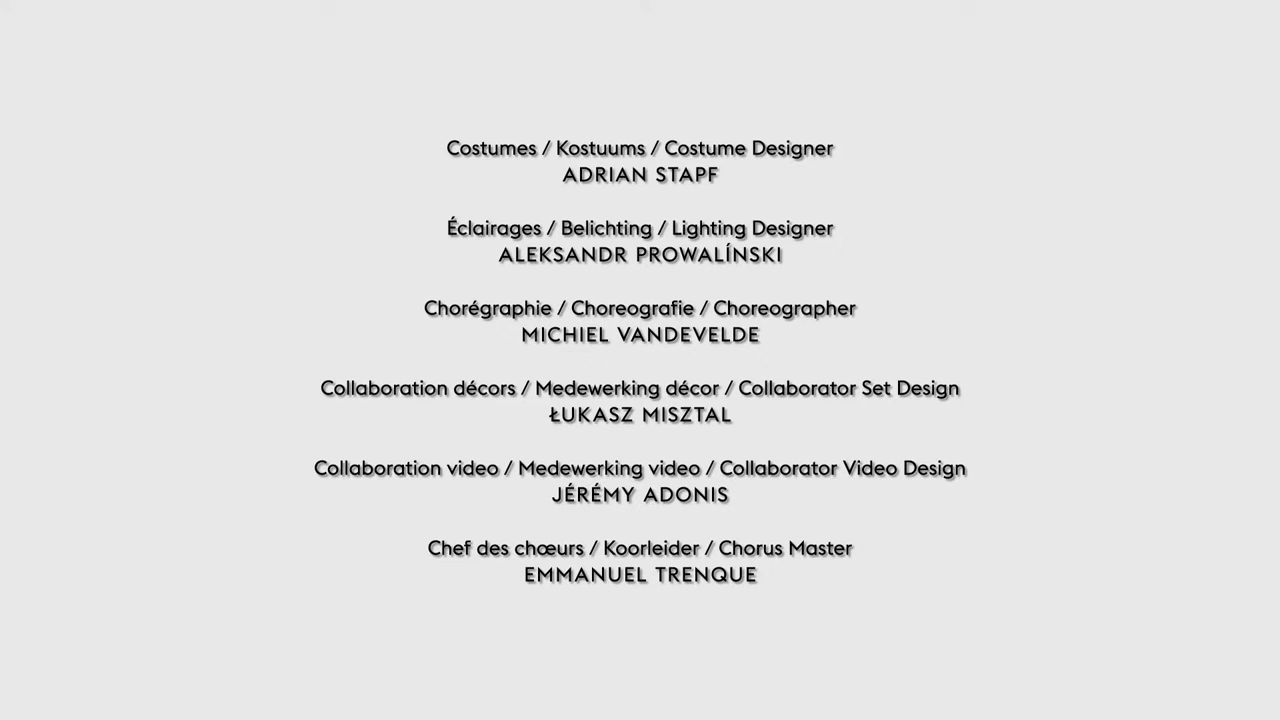 Costumes / Kostuums / Costume Designer
ADRIAN STAPF
Éclairages / Belichting / Lighting Designer
ALEKSANDR PROWALÍNSKI
Chorégraphie / Choreografie / Choreographer
MICHIEL VANDEVELDE
Collaboration décors / Medewerking décor / Collaborator Set Design
ŁUKASZ MISZTAL
Collaboration video / Medewerking video / Collaborator Video Design
JÉRÉMY ADONIS
Chef des chœurs / Koorleider / Chorus Master
EMMANUEL TRENQUE